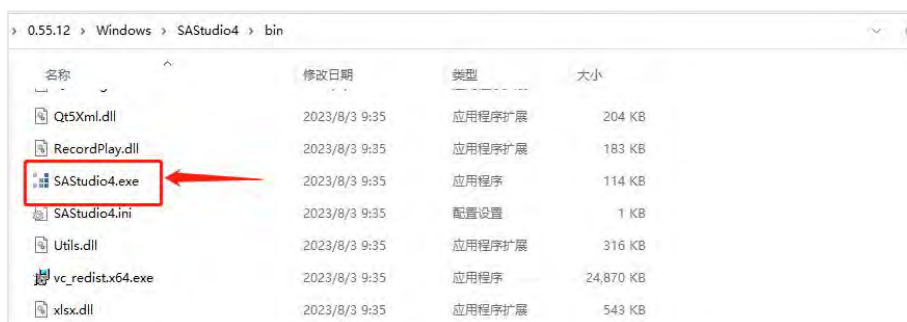 › 0.55.12 › Windows › SAStudio4 › bin
名称 修改日期 类型 大小
Qt5Xml.dll 2023/8/3 9:35 应用程序扩展 204 KB
RecordPlay.dll 2023/8/3 9:35 应用程序扩展 183 KB
SAStudio4.exe 2023/8/3 9:35 应用程序 114 KB
SAStudio4.ini 2023/8/3 9:35 配置设置 1 KB
Utils.dll 2023/8/3 9:35 应用程序扩展 316 KB
vc_redist.x64.exe 2023/8/3 9:35 应用程序 24,870 KB
xlsx.dll 2023/8/3 9:35 应用程序扩展 543 KB